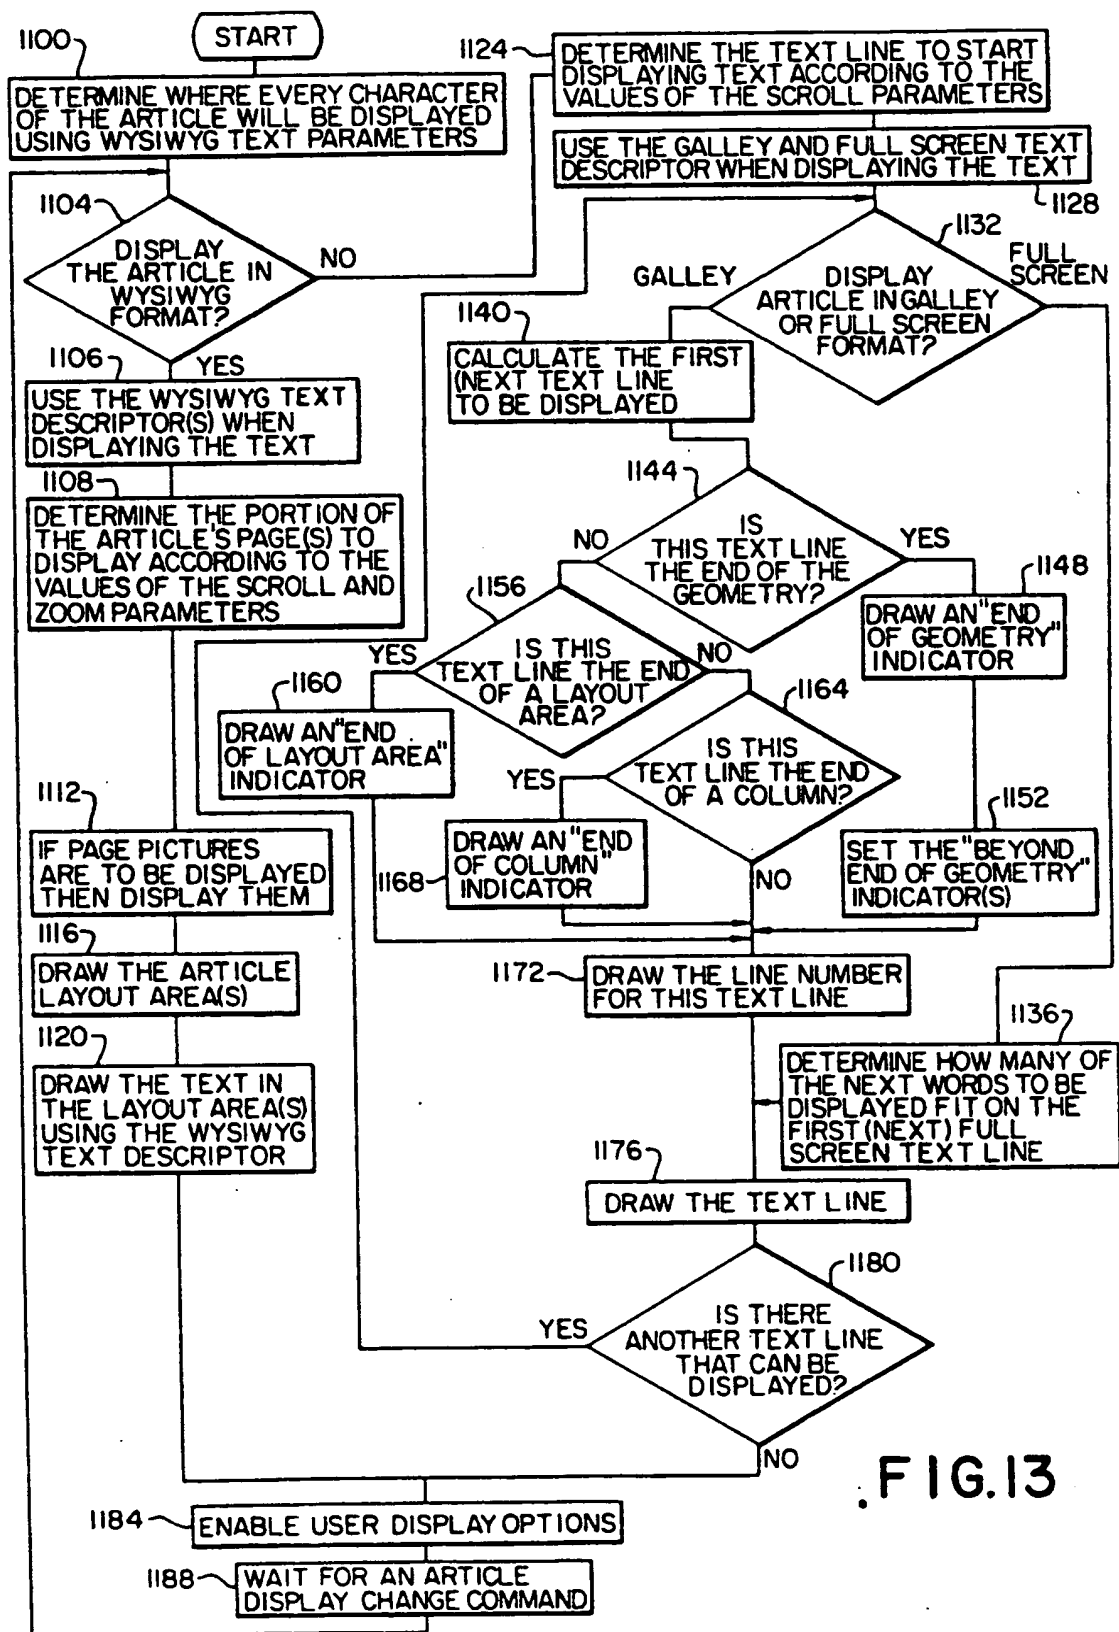 START
1100
DETERMINE WHERE EVERY CHARACTER
OF THE ARTICLE WILL BE DISPLAYED
USING WYSIWYG TEXT PARAMETERS
1104
DISPLAY
THE ARTICLE IN
WYSIWYG
FORMAT?
NO
YES
1106
USE THE WYSIWYG TEXT
DESCRIPTOR(S) WHEN
DISPLAYING THE TEXT
1108
DETERMINE THE PORTION OF
THE ARTICLE'S PAGE(S) TO
DISPLAY ACCORDING TO THE
VALUES OF THE SCROLL AND
ZOOM PARAMETERS
1112
IF PAGE PICTURES
ARE TO BE DISPLAYED
THEN DISPLAY THEM
1116
DRAW THE ARTICLE
LAYOUT AREA(S)
1120
DRAW THE TEXT IN
THE LAYOUT AREA(S)
USING THE WYSIWYG
TEXT DESCRIPTOR
1124
DETERMINE THE TEXT LINE TO START
DISPLAYING TEXT ACCORDING TO THE
VALUES OF THE SCROLL PARAMETERS
USE THE GALLEY AND FULL SCREEN TEXT
DESCRIPTOR WHEN DISPLAYING THE TEXT
1128
1132
GALLEY
FULL
SCREEN
DISPLAY
ARTICLE IN GALLEY
OR FULL SCREEN
FORMAT?
1140
CALCULATE THE FIRST
(NEXT TEXT LINE
TO BE DISPLAYED
1144
IS
THIS TEXT LINE
THE END OF THE
GEOMETRY?
NO
YES
1148
DRAW AN "END
OF GEOMETRY"
INDICATOR
1156
IS THIS
TEXT LINE THE END
OF A LAYOUT
AREA?
YES
NO
1160
DRAW AN "END
OF LAYOUT AREA"
INDICATOR
1164
IS THIS
TEXT LINE THE END
OF A COLUMN?
YES
NO
1168
DRAW AN "END
OF COLUMN"
INDICATOR
1152
SET THE "BEYOND
END OF GEOMETRY"
INDICATOR(S)
1172
DRAW THE LINE NUMBER
FOR THIS TEXT LINE
1136
DETERMINE HOW MANY OF
THE NEXT WORDS TO BE
DISPLAYED FIT ON THE
FIRST (NEXT) FULL
SCREEN TEXT LINE
1176
DRAW THE TEXT LINE
1180
IS THERE
ANOTHER TEXT LINE
THAT CAN BE
DISPLAYED?
YES
NO
1184
ENABLE USER DISPLAY OPTIONS
1188
WAIT FOR AN ARTICLE
DISPLAY CHANGE COMMAND
FIG.13